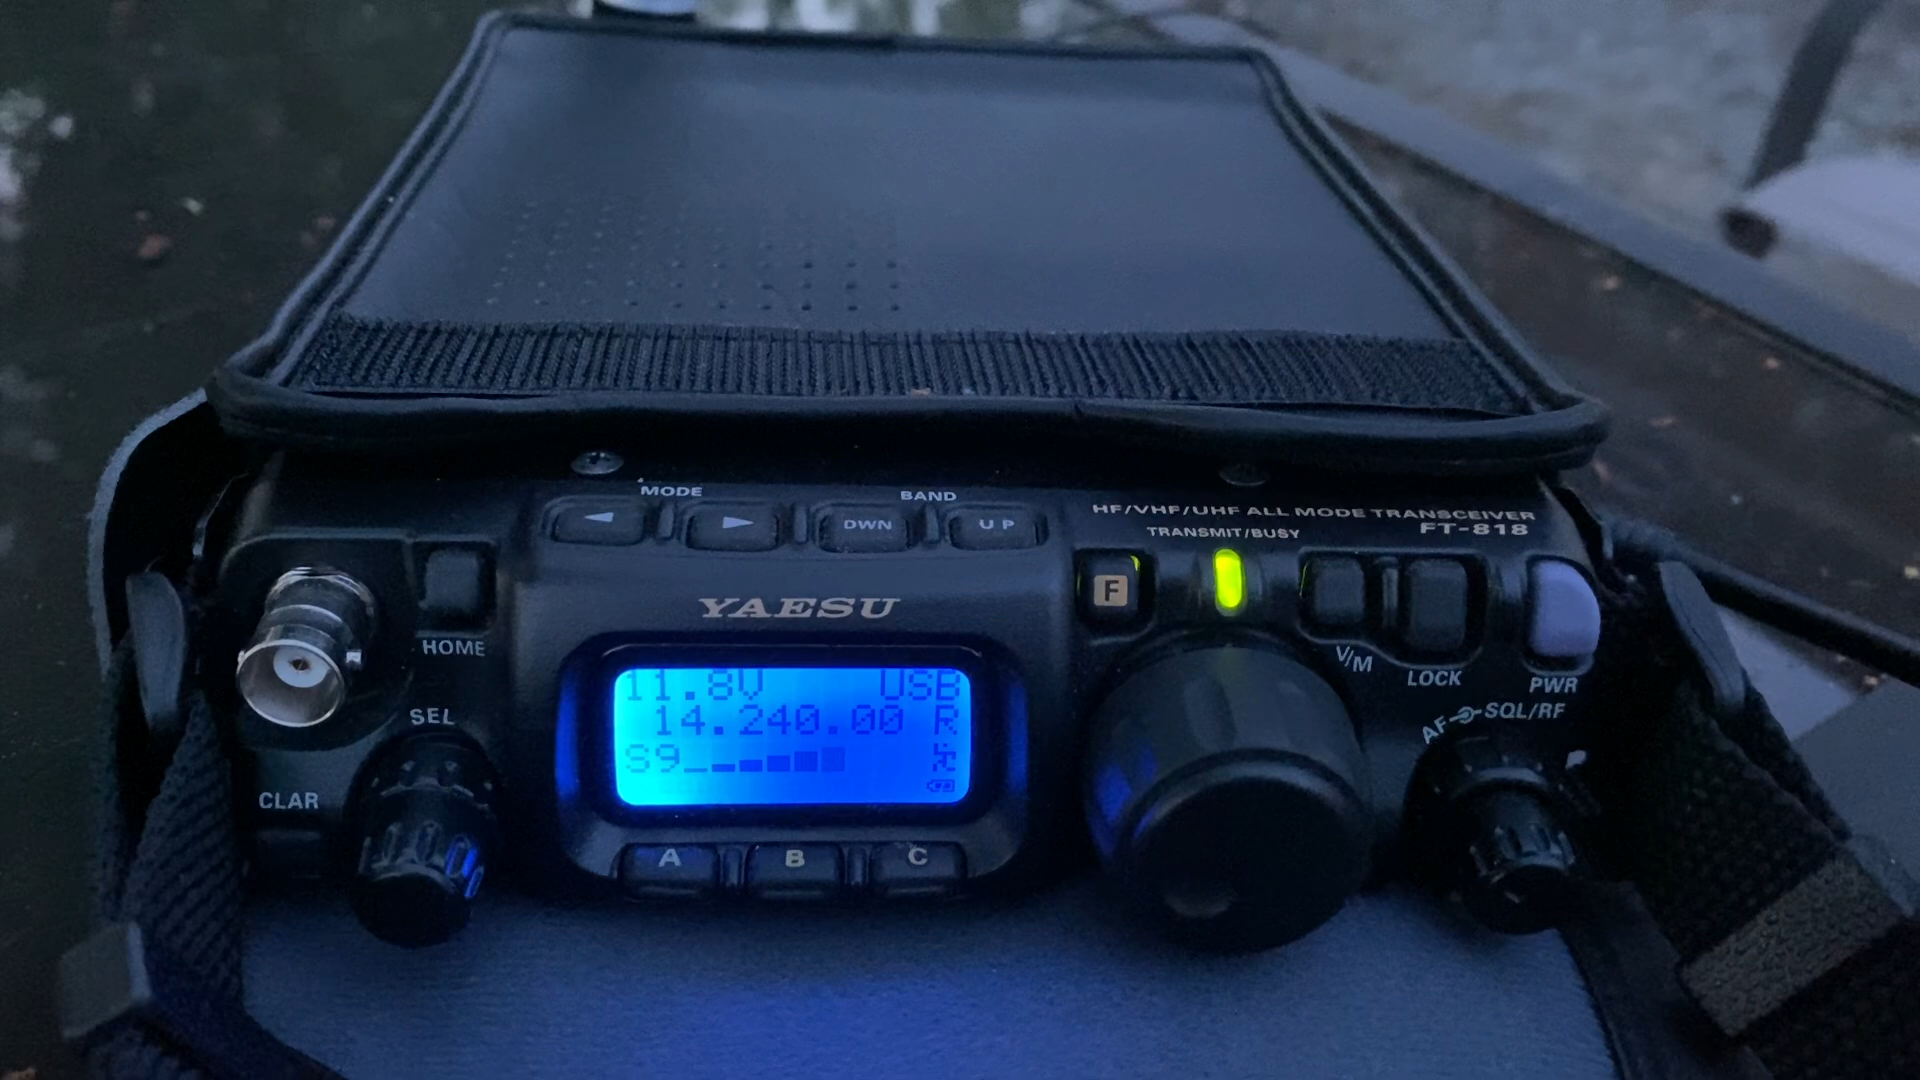 MODE
BAND
◀ ▶ DWN UP
HF/VHF/UHF ALL MODE TRANSCEIVER
FT-818
TRANSMIT/BUSY
F
YAESU
HOME
V/M
LOCK
PWR
SEL
AF SQL/RF
11.8V USB
14.240.00 R
S9
CLAR
A B C